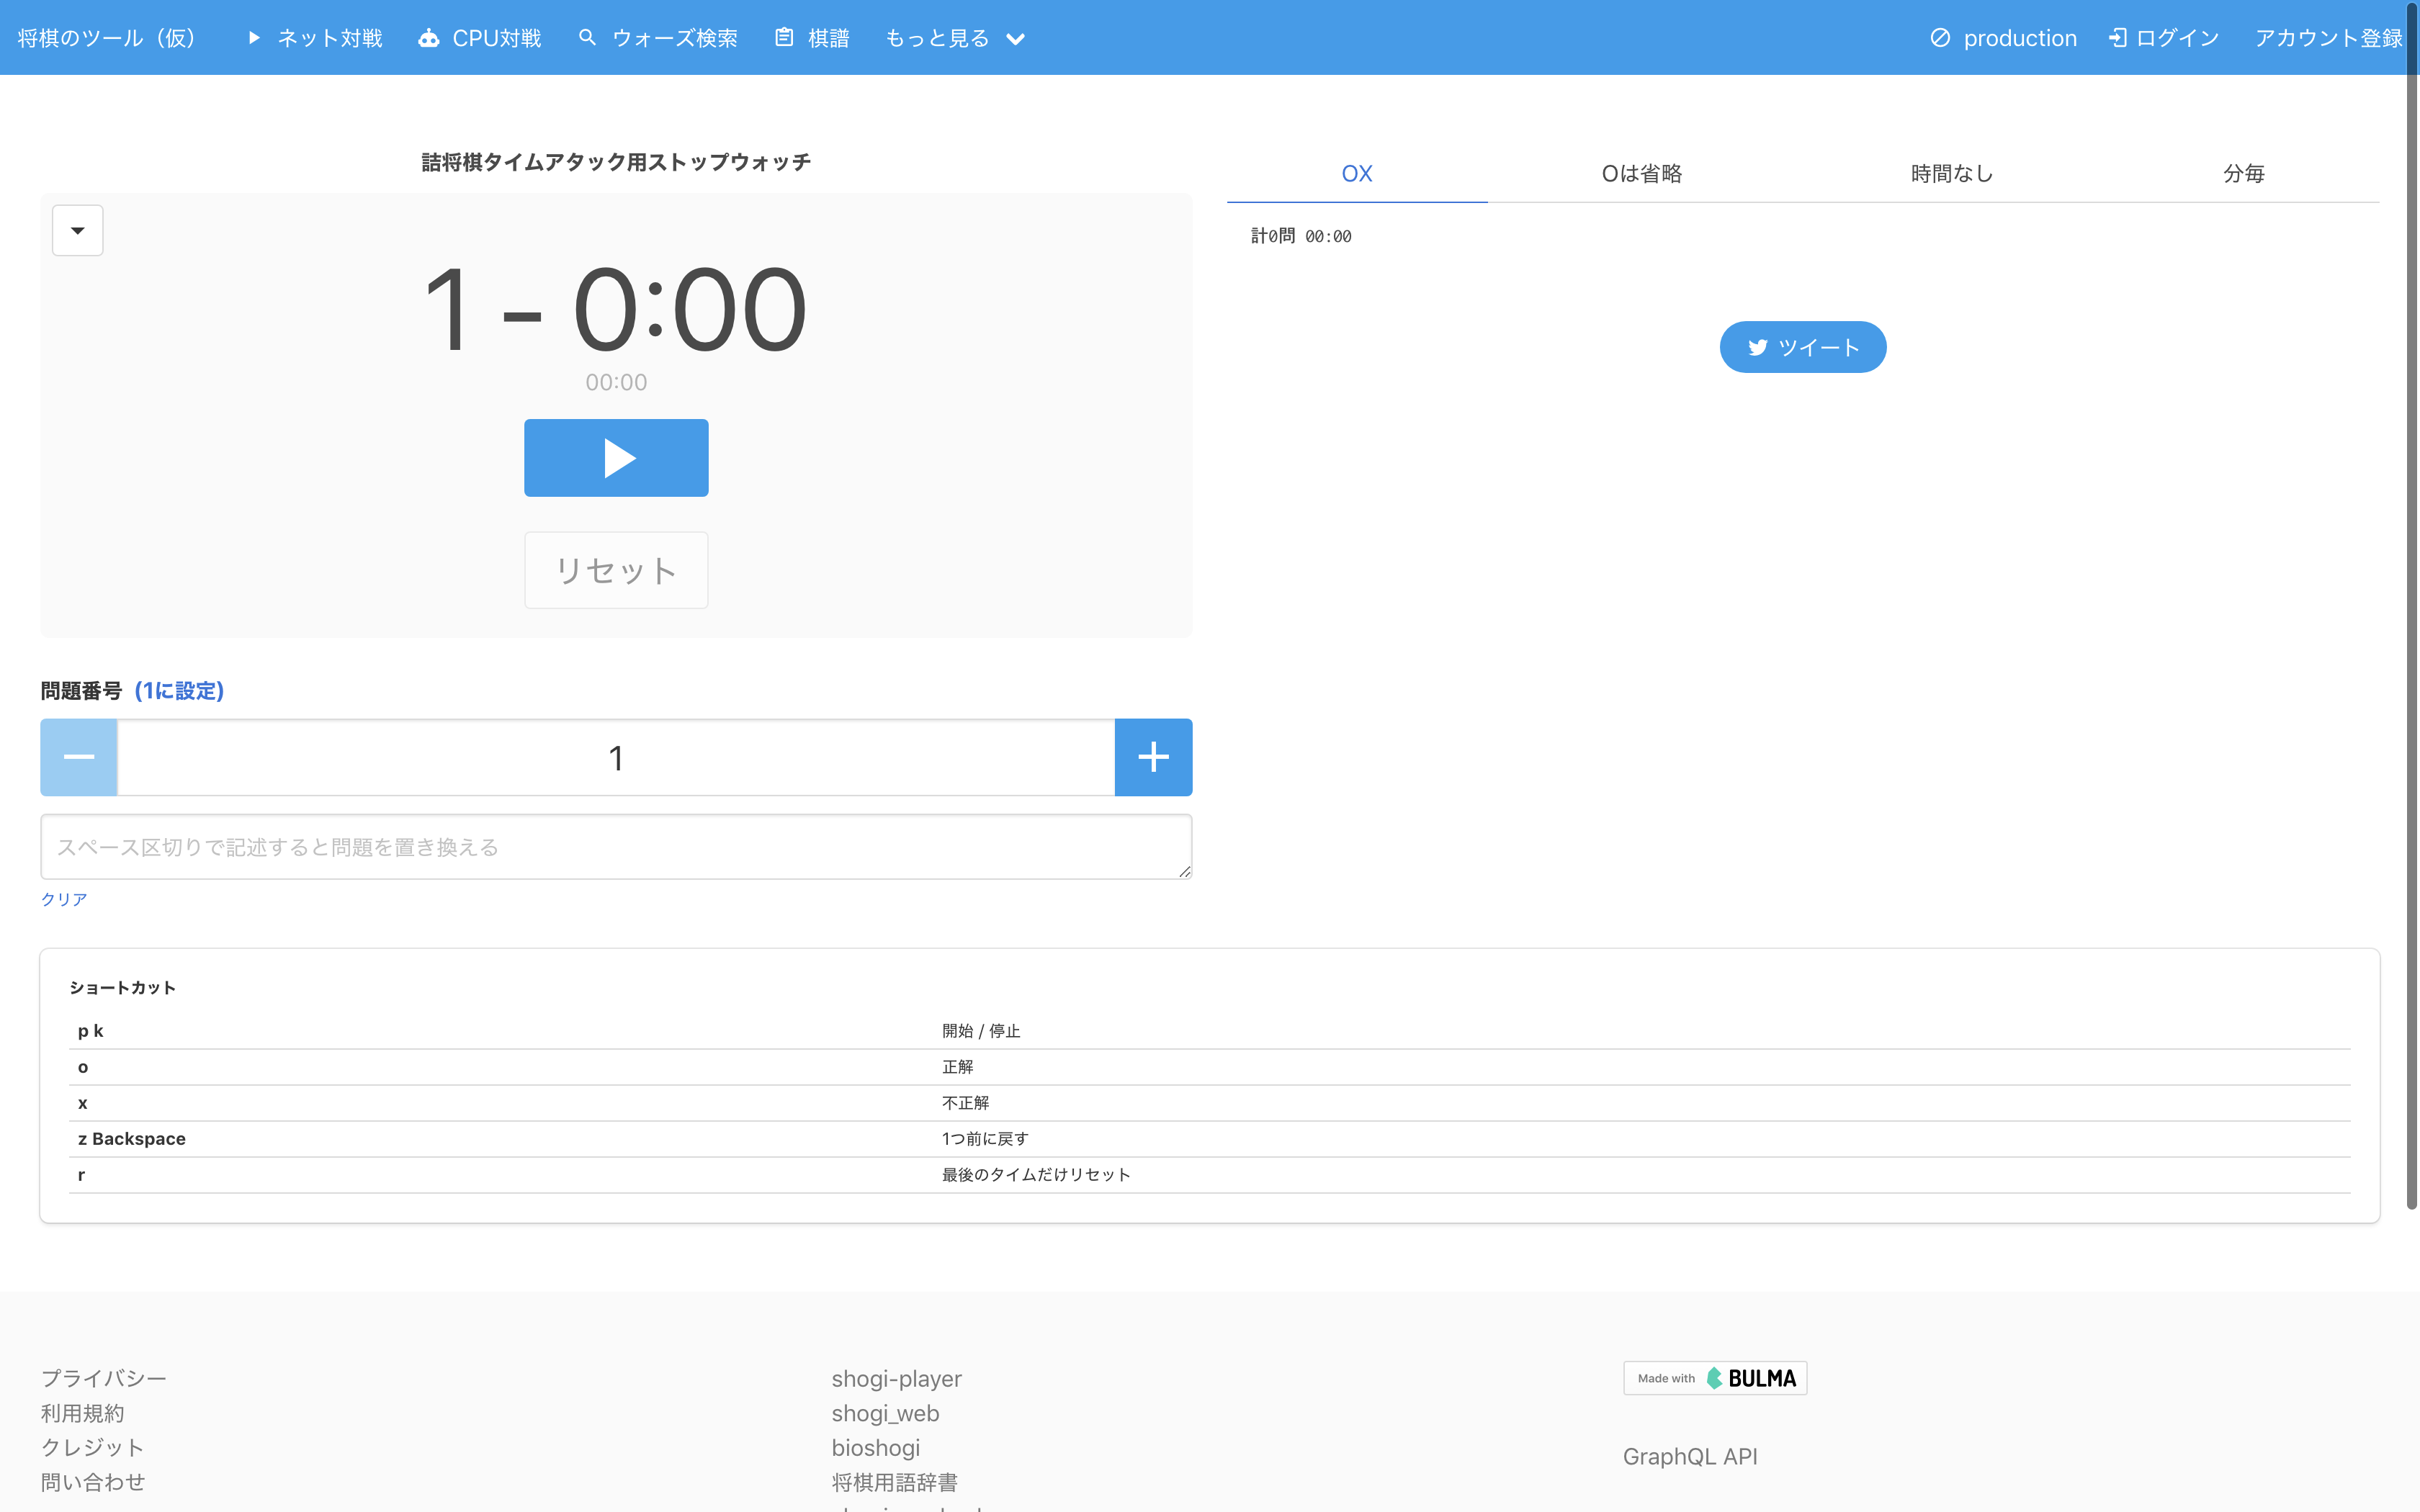 将棋のツール（仮） ネット対戦 CPU対戦 ウォーズ検索 棋譜 もっと見る production ログイン アカウント登録
詰将棋タイムアタック用ストップウォッチ
1 - 0:00
00:00
リセット
OX Oは省略 時間なし 分毎
計0問 00:00
ツイート
問題番号 (1に設定)
1
スペース区切りで記述すると問題を置き換える
クリア
ショートカット
p k 開始 / 停止
o 正解
x 不正解
z Backspace 1つ前に戻す
r 最後のタイムだけリセット
プライバシー
利用規約
クレジット
問い合わせ
shogi-player
shogi_web
bioshogi
将棋用語辞書
Made with BULMA
GraphQL API